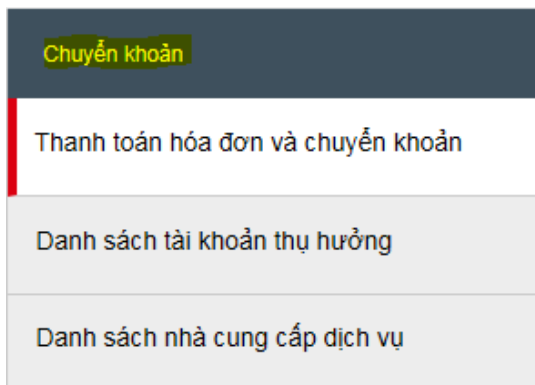 Chuyển khoản
Thanh toán hóa đơn và chuyển khoản
Danh sách tài khoản thụ hưởng
Danh sách nhà cung cấp dịch vụ